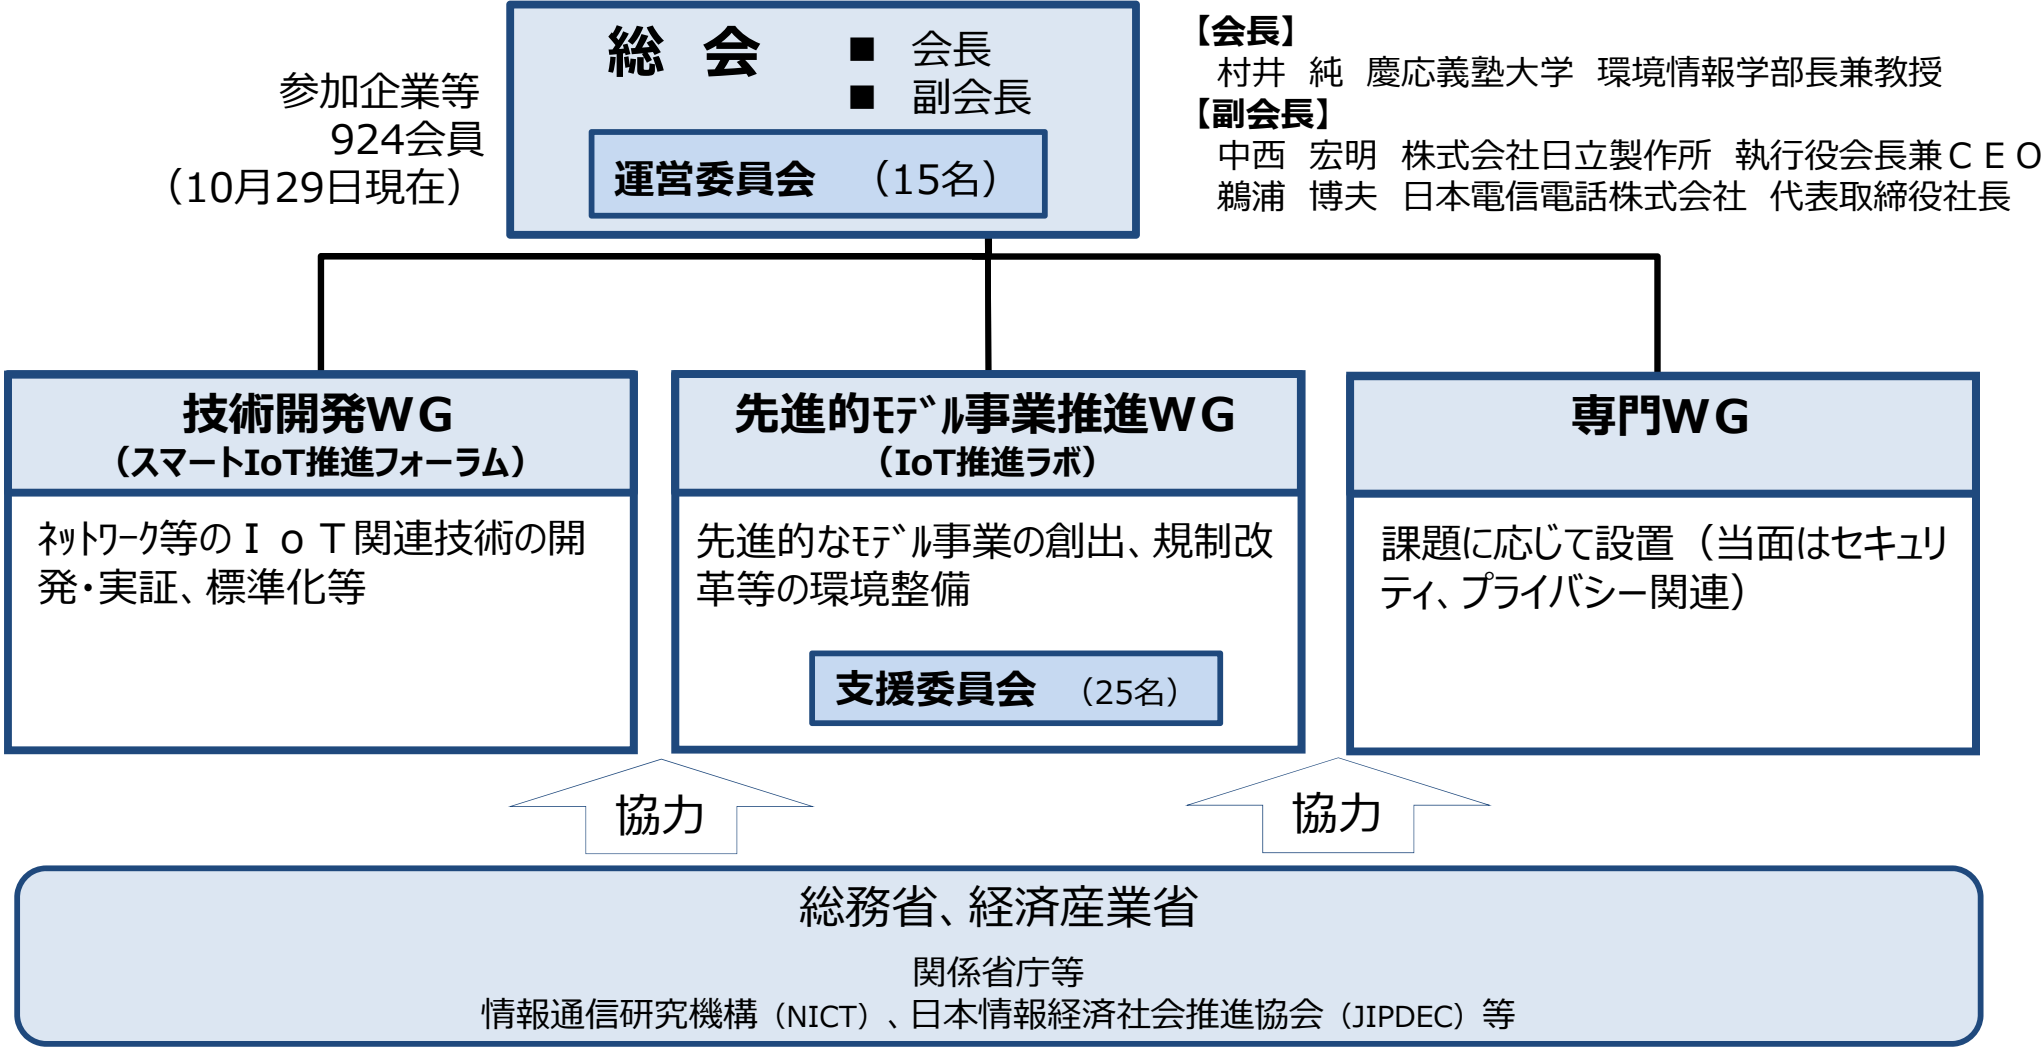 総 会
■ 会長
■ 副会長
運営委員会 （15名）
参加企業等
924会員
（10月29日現在）
【会長】
村井 純 慶応義塾大学 環境情報学部長兼教授
【副会長】
中西 宏明 株式会社日立製作所 執行役会長兼ＣＥＯ
鵜浦 博夫 日本電信電話株式会社 代表取締役社長
技術開発WG
（スマートIoT推進フォーラム）
ﾈｯﾄﾜｰｸ等のＩｏＴ関連技術の開
発・実証、標準化等
先進的ﾓﾃﾞﾙ事業推進WG
（IoT推進ラボ）
先進的なﾓﾃﾞﾙ事業の創出、規制改
革等の環境整備
支援委員会 （25名）
専門WG
課題に応じて設置（当面はセキュリ
ティ、プライバシー関連）
協力
協力
総務省、経済産業省
関係省庁等
情報通信研究機構（NICT）、日本情報経済社会推進協会（JIPDEC）等